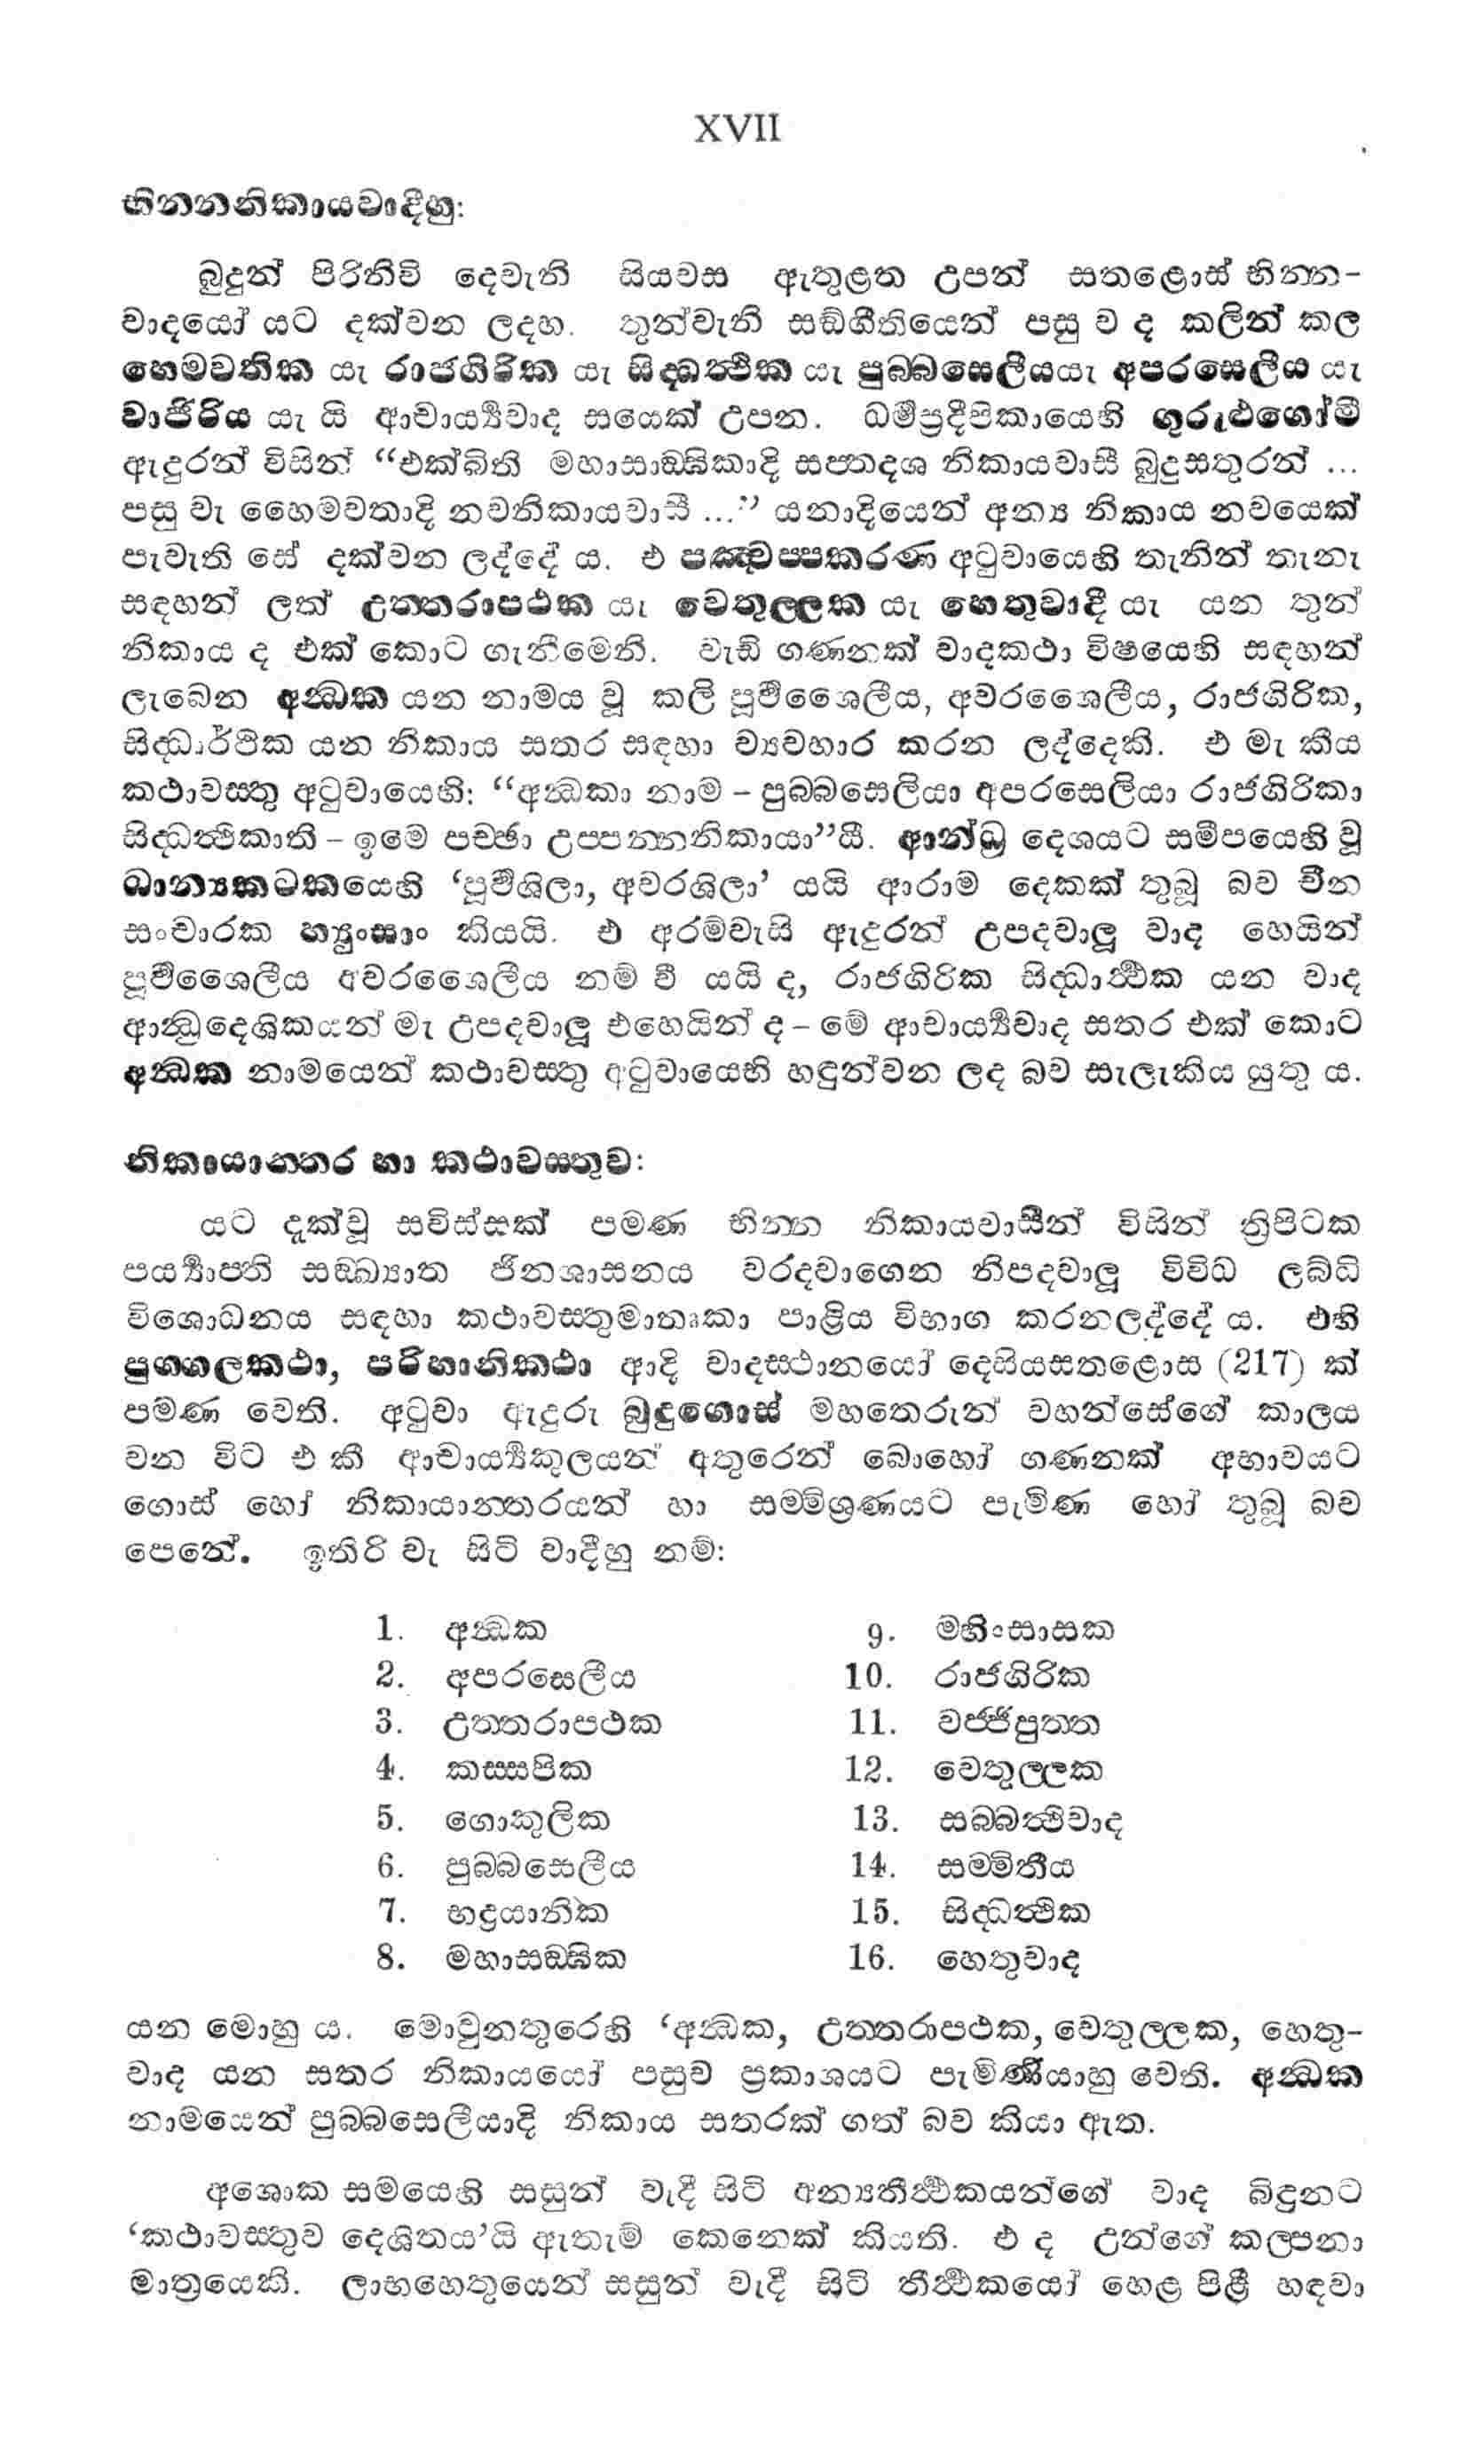 XVII
භින්නනිකායවාදීහු:
බුදුන් පිරිනිවි දෙවැනි සියවස ඇතුළත උපන් සතළොස් භින්න-
වාදයෝ යට දක්වන ලදහ. තුන්වැනි සඞ්ගීතියෙන් පසු ව ද කලින් කල
හෙමවතික යැ රාජගිරික යැ සිද්ධත්ථික යැ පුබ්බසෙලීයයැ අපරසෙලීය යැ
වාජිරිය යැ යි ආචාර්‍ය්‍යවාද සයෙක් උපන. ධර්‍මප්‍රදීපිකායෙහි ගුරුළුගෝමී
ඇදුරන් විසින් “එක්බිති මහාසාඞ්ඝිකාදි සප්තදශ නිකායවාසී බුදුසතුරන් ...
පසු වැ හෛමවතාදි නවනිකායවාසී ...” යනාදියෙන් අන්‍ය නිකාය නවයෙක්
පැවැති සේ දක්වන ලද්දේ ය. එ පඤ්චප්පකරණ අටුවායෙහි තැනින් තැනැ
සඳහන් ලත් උත්තරාපථක යැ වෙතුල්ලක යැ හෙතුවාදී යැ යන තුන්
නිකාය ද එක් කොට ගැනීමෙනි. වැඩි ගණනක් වාදකථා විෂයෙහි සඳහන්
ලැබෙන අන්ධක යන නාමය වූ කලි පූර්‍වශෛලීය, අවරශෛලීය, රාජගිරික,
සිද්ධාර්ථික යන නිකාය සතර සඳහා ව්‍යවහාර කරන ලද්දෙකි. එ මැ කීය
කථාවස්තු අටුවායෙහි: “අන්ධකා නාම – පුබ්බසෙලියා අපරසෙලියා රාජගිරිකා
සිද්ධත්ථිකාති – ඉමෙ පච්ඡා උප්පන්නනිකායා”යී. ආන්ධ්‍ර දෙශයට සමීපයෙහි වූ
ධාන්‍යකටකයෙහි ‘පූර්‍වශිලා, අවරශිලා’ යයි ආරාම දෙකක් තුබූ බව චීන
සංචාරක හ්‍යුංසාං කියයි. එ අරම්වැසි ඇදුරන් උපදවාලූ වාද හෙයින්
පූර්‍වශෛලීය අවරශෛලීය නම් වී යයි ද, රාජගිරික සිද්ධාර්‍ත්‍ථික යන වාද
ආන්ධ්‍රදෙශිකයන් මැ උපදවාලූ එහෙයින් ද – මේ ආචාර්‍ය්‍යවාද සතර එක් කොට
අන්ධක නාමයෙන් කථාවස්තු අටුවායෙහි හඳුන්වන ලද බව සැලැකිය යුතු ය.
නිකායාන්තර හා කථාවස්තුව:
යට දැක්වූ සවිස්සක් පමණ භින්න නිකායවාසීන් විසින් ත්‍රිපිටක
පර්‍ය්‍යාප්ති සඞ්ඛ්‍යාත ජිනශාසනය වරදවාගෙන නිපදවාලූ විවිධ ලබ්ධි
විශොධනය සඳහා කථාවස්තුමාතෘකා පාළිය විභාග කරනලද්දේ ය. එහි
පුග්ගලකථා, පරිහානිකථා ආදි වාදස්ථානයෝ දෙසියසතළොස (217) ක්
පමණ වෙති. අටුවා ඇදුරු බුදුගොස් මහතෙරුන් වහන්සේගේ කාලය
වන විට එ කී ආචාර්‍ය්‍යකුලයන් අතුරෙන් බොහෝ ගණනක් අභාවයට
ගොස් හෝ නිකායාන්තරයන් හා සම්මිශ්‍රණයට පැමිණ හෝ තුබූ බව
පෙනේ. ඉතිරි වැ සිටි වාදීහු නම්:
1. අන්ධක
2. අපරසෙලීය
3. උත්තරාපථක
4. කස්සපික
5. ගොකුලික
6. පුබ්බසෙලීය
7. භද්‍රයානික
8. මහාසඞ්ඝික
9. මහිංසාසක
10. රාජගිරික
11. වජ්ජිපුත්ත
12. වෙතුල්ලක
13. සබ්බත්ථිවාද
14. සම්මිතීය
15. සිද්ධත්ථික
16. හෙතුවාද
යන මොහු ය. මොවුනතුරෙහි ‘අන්ධක, උත්තරාපථක, වෙතුල්ලක, හෙතු-
වාද යන සතර නිකායයෝ පසුව ප්‍රකාශයට පැමිණියාහු වෙති. අන්ධක
නාමයෙන් පුබ්බසෙලීයාදි නිකාය සතරක් ගත් බව කියා ඇත.
අශොක සමයෙහි සසුන් වැදී සිටි අන්‍යතීර්‍ත්‍ථකයන්ගේ වාද බිඳුනට
‘කථාවස්තුව දෙශිතය’යි ඇතැම් කෙනෙක් කියති. එ ද උන්ගේ කල්පනා
මාත්‍රයෙකි. ලාභහෙතුයෙන් සසුන් වැදී සිටි තීර්‍ත්‍ථකයෝ හෙළ පිළී හඳවා